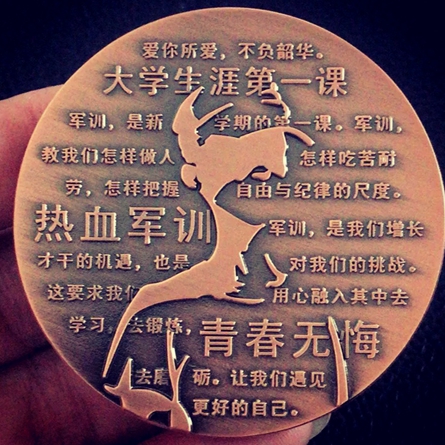 爱你所爱，不负韶华。
大学生涯第一课
军训，是新 学期的第一课。军训，
教我们怎样做人 怎样吃苦耐
劳，怎样把握 自由与纪律的尺度。
热血军训 军训，是我们增长
才干的机遇，也是 对我们的挑战。
这要求我们 用心融入其中去
学习，去锻炼， 青春无悔
去磨 砺。让我们遇见
更好的自己。